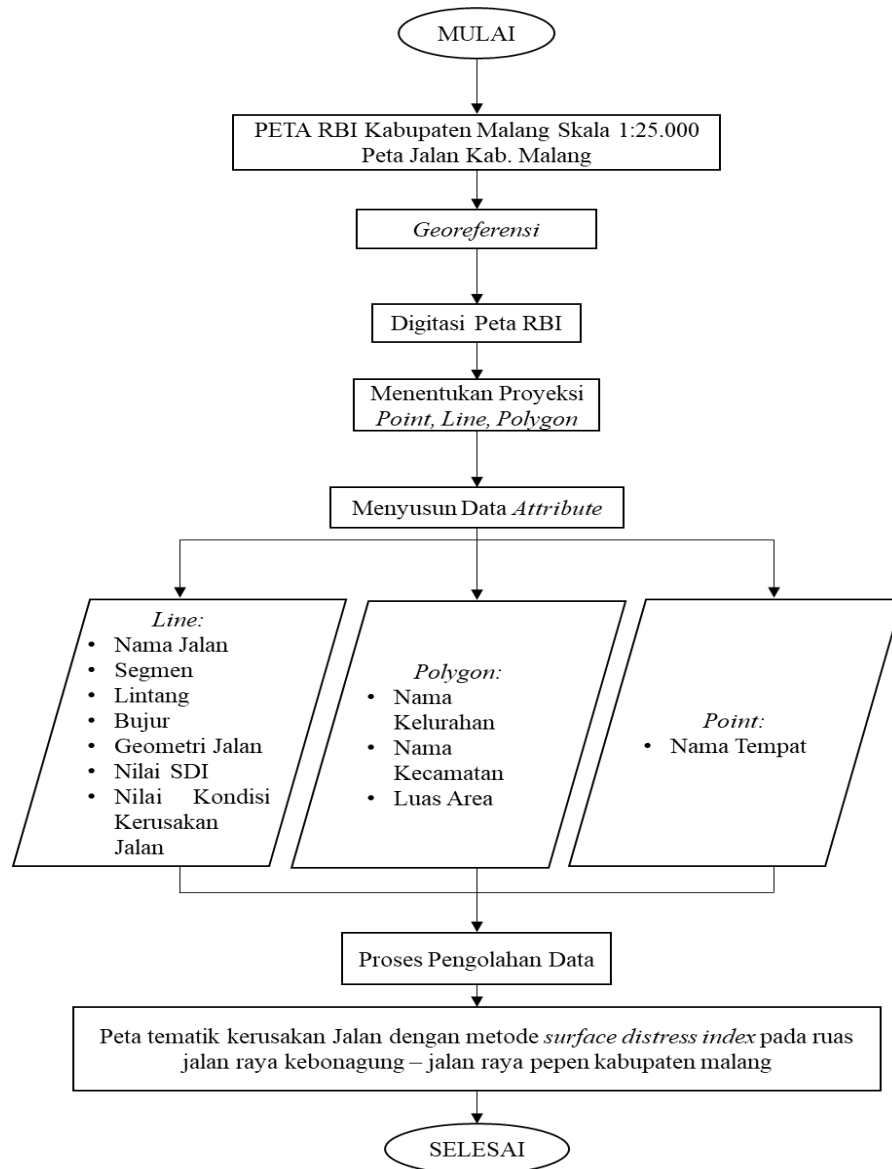 MULAI
PETA RBI Kabupaten Malang Skala 1:25.000
Peta Jalan Kab. Malang
Georeferensi
Digitasi Peta RBI
Menentukan Proyeksi
Point, Line, Polygon
Menyusun Data Attribute
Line:
• Nama Jalan
• Segmen
• Lintang
• Bujur
• Geometri Jalan
• Nilai SDI
• Nilai Kondisi
Kerusakan
Jalan
Polygon:
• Nama
Kelurahan
• Nama
Kecamatan
• Luas Area
Point:
• Nama Tempat
Proses Pengolahan Data
Peta tematik kerusakan Jalan dengan metode surface distress index pada ruas
jalan raya kebonagung – jalan raya pepen kabupaten malang
SELESAI